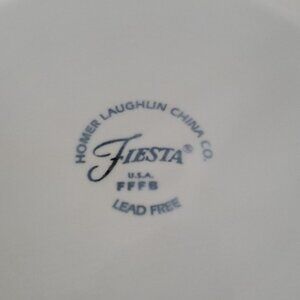 HOMER LAUGHLIN CHINA CO.
FIESTA®
U.S.A.
FFFB
LEAD FREE